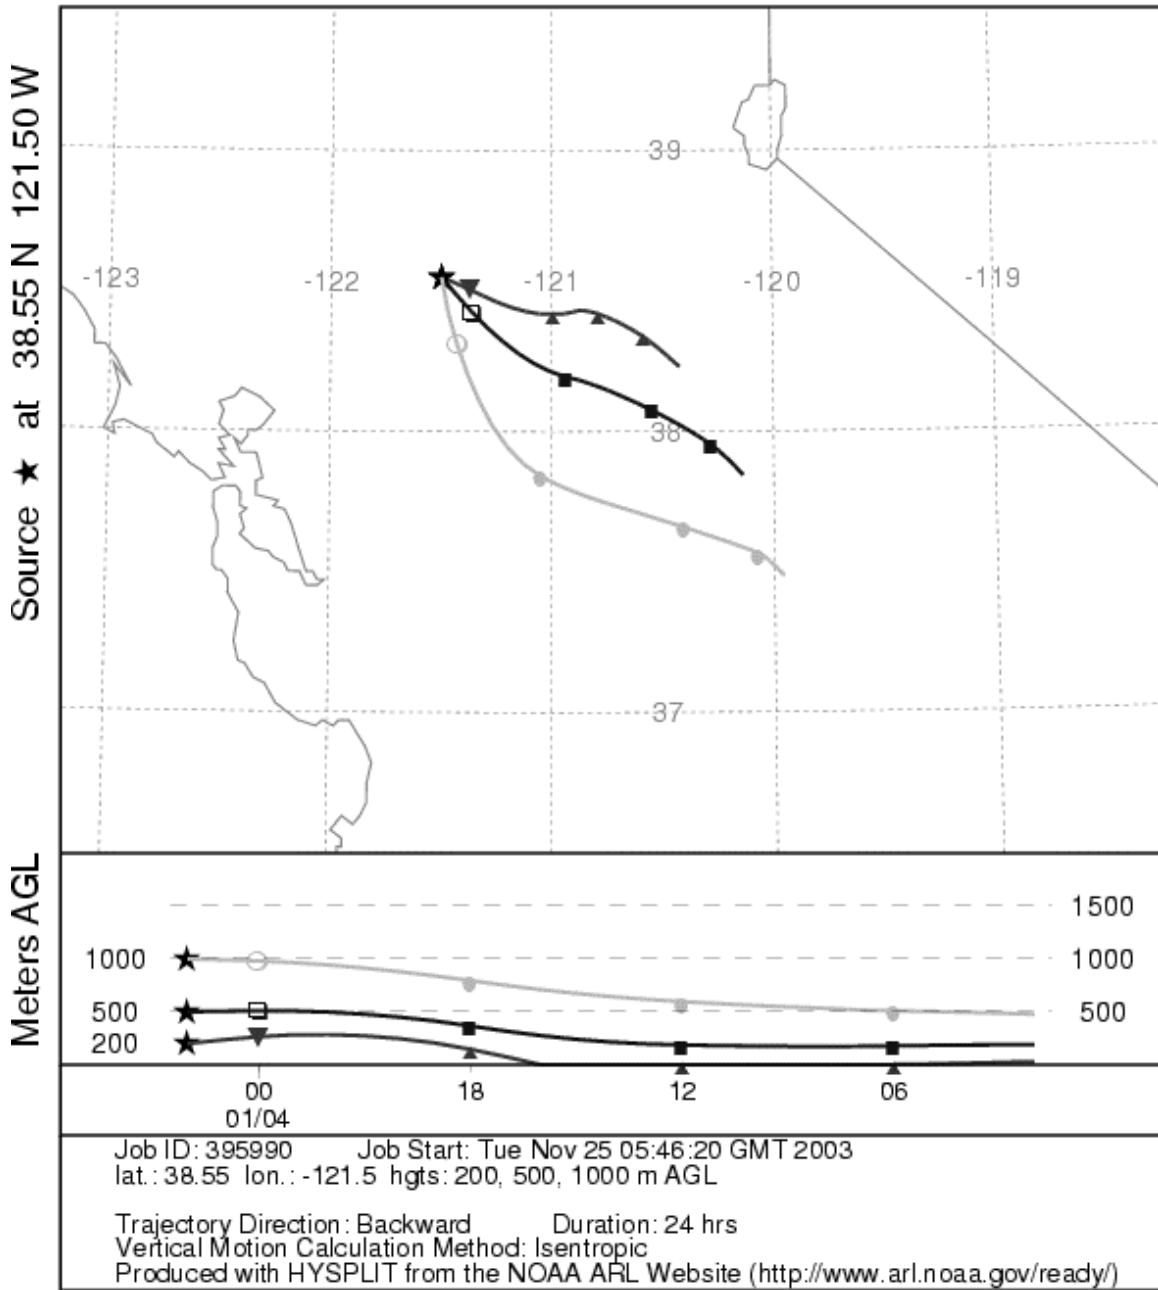 Source ★ at 38.55 N 121.50 W
39
-123
-122
-121
-120
-119
38
37
Meters AGL
1500
1000
1000
500
500
200
00
18
12
06
01/04
Job ID: 395990 Job Start: Tue Nov 25 05:46:20 GMT 2003
lat.: 38.55 lon.: -121.5 hgts: 200, 500, 1000 m AGL
Trajectory Direction: Backward Duration: 24 hrs
Vertical Motion Calculation Method: Isentropic
Produced with HYSPLIT from the NOAA ARL Website (http://www.arl.noaa.gov/ready/)